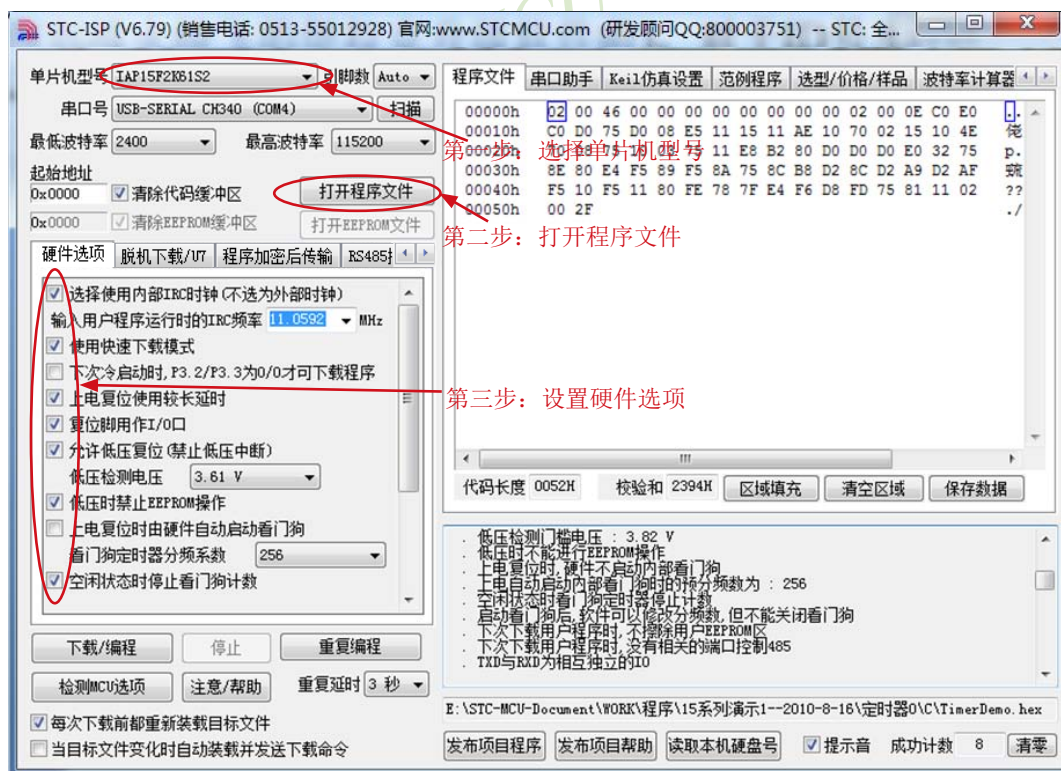 STC-ISP (V6.79) (销售电话: 0513-55012928) 官网:www.STCMCU.com (研发顾问QQ:800003751) -- STC: 全...
单片机型号 IAP15F2K61S2 引脚数 Auto
串口号 USB-SERIAL CH340 (COM4) 扫描
最低波特率 2400 最高波特率 115200
起始地址
0x0000 清除代码缓冲区 打开程序文件
0x0000 清除EEPROM缓冲区 打开EEPROM文件
硬件选项 脱机下载/U7 程序加密后传输 RS485
选择使用内部IRC时钟(不选为外部时钟)
输入用户程序运行时的IRC频率 11.0592 MHz
使用快速下载模式
下次冷启动时, P3.2/P3.3为0/0才可下载程序
上电复位使用较长延时
复位脚用作I/O口
允许低压复位(禁止低压中断)
低压检测电压 3.61 V
低压时禁止EEPROM操作
上电复位时由硬件自动启动看门狗
看门狗定时器分频系数 256
空闲状态时停止看门狗计数
下载/编程 停止 重复编程
检测MCU选项 注意/帮助 重复延时 3 秒
每次下载前都重新装载目标文件
当目标文件变化时自动装载并发送下载命令
程序文件 串口助手 Keil仿真设置 范例程序 选型/价格/样品 波特率计算器
00000h 02 00 46 00 00 00 00 00 00 00 00 02 00 0E C0 E0
00010h C0 D0 75 D0 08 E5 11 15 11 AE 10 70 02 15 10 4E 俺
第一步：选择单片机型号
00030h 8E 80 E4 F5 89 F5 8A 75 8C B8 D2 8C D2 A9 D2 AF
00040h F5 10 F5 11 80 FE 78 7F E4 F6 D8 FD 75 81 11 02 ??
00050h 00 2F ./
第二步：打开程序文件
第三步：设置硬件选项
代码长度 0052H 校验和 2394H 区域填充 清空区域 保存数据
. 低压检测门槛电压 : 3.82 V
. 低压时不能进行EEPROM操作
. 上电复位时, 硬件不启动内部看门狗
. 上电自动启动内部看门狗时的预分频数为 : 256
. 空闲状态时看门狗定时器停止计数
. 启动看门狗后, 软件可以修改分频数, 但不能关闭看门狗
. 下次下载用户程序时, 不擦除用户EEPROM区
. 下次下载用户程序时, 没有相关的端口控制485
. TXD与RXD为相互独立的IO
E:\STC-MCU-Document\WORK\程序\15系列演示1--2010-8-16\定时器0\C\TimerDemo.hex
发布项目程序 发布项目帮助 读取本机硬盘号 提示音 成功计数 8 清零